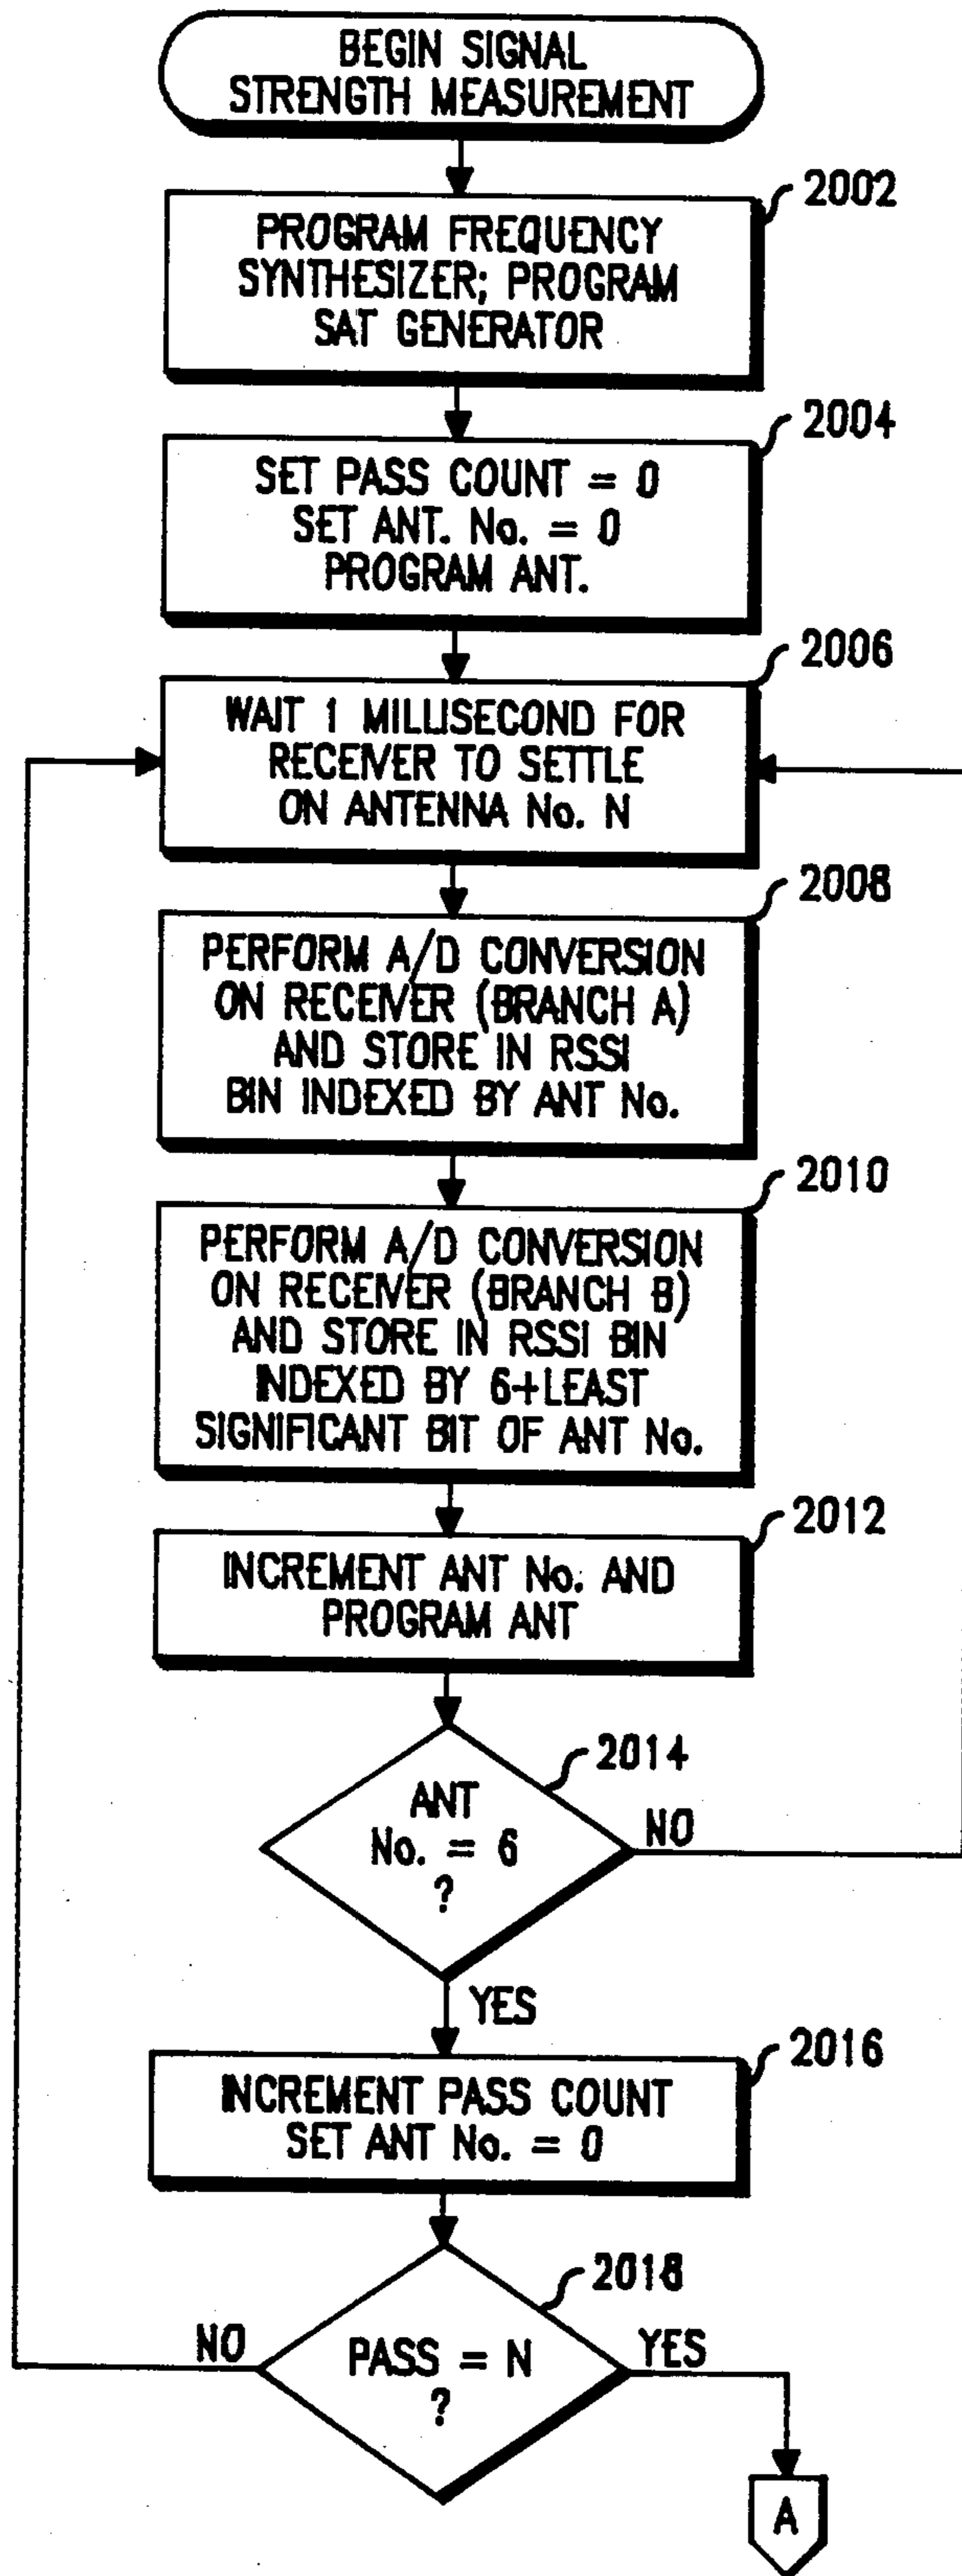 BEGIN SIGNAL
STRENGTH MEASUREMENT
2002
PROGRAM FREQUENCY
SYNTHESIZER; PROGRAM
SAT GENERATOR
2004
SET PASS COUNT = 0
SET ANT. No. = 0
PROGRAM ANT.
2006
WAIT 1 MILLISECOND FOR
RECEIVER TO SETTLE
ON ANTENNA No. N
2008
PERFORM A/D CONVERSION
ON RECEIVER (BRANCH A)
AND STORE IN RSSI
BIN INDEXED BY ANT No.
2010
PERFORM A/D CONVERSION
ON RECEIVER (BRANCH B)
AND STORE IN RSSI BIN
INDEXED BY 6+LEAST
SIGNIFICANT BIT OF ANT No.
2012
INCREMENT ANT No. AND
PROGRAM ANT
2014
ANT
No. = 6
?
NO
YES
2016
INCREMENT PASS COUNT
SET ANT No. = 0
2018
NO
PASS = N
?
YES
A